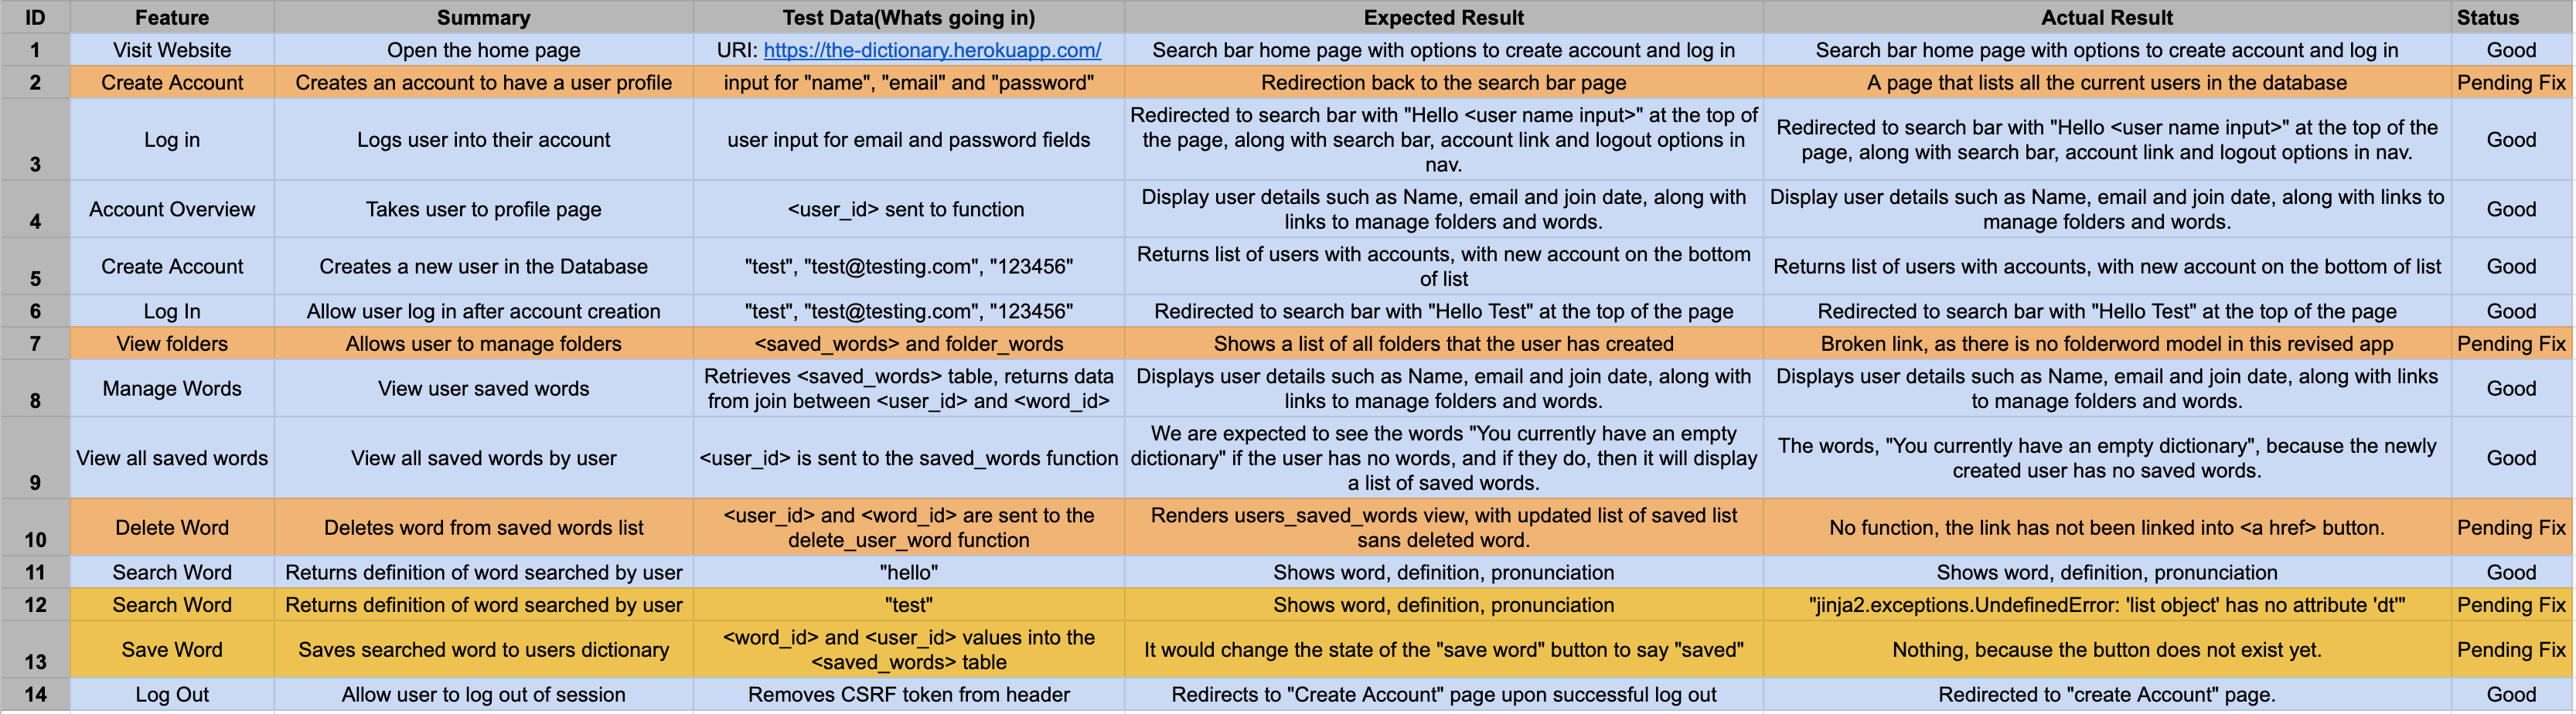 ID Feature Summary Test Data(Whats going in) Expected Result Actual Result Status
1 Visit Website Open the home page URI: https://the-dictionary.herokuapp.com/ Search bar home page with options to create account and log in Search bar home page with options to create account and log in Good
2 Create Account Creates an account to have a user profile input for "name", "email" and "password" Redirection back to the search bar page A page that lists all the current users in the database Pending Fix
3 Log in Logs user into their account user input for email and password fields
Redirected to search bar with "Hello <user name input>" at the top of
the page, along with search bar, account link and logout options in
nav.
Redirected to search bar with "Hello <user name input>" at the top of the
page, along with search bar, account link and logout options in nav.
Good
4 Account Overview Takes user to profile page <user_id> sent to function
Display user details such as Name, email and join date, along with
links to manage folders and words.
Display user details such as Name, email and join date, along with links to
manage folders and words.
Good
5 Create Account Creates a new user in the Database "test", "test@testing.com", "123456"
Returns list of users with accounts, with new account on the bottom
of list
Returns list of users with accounts, with new account on the bottom of list
Good
6 Log In Allow user log in after account creation "test", "test@testing.com", "123456" Redirected to search bar with "Hello Test" at the top of the page Redirected to search bar with "Hello Test" at the top of the page Good
7 View folders Allows user to manage folders <saved_words> and folder_words Shows a list of all folders that the user has created Broken link, as there is no folderword model in this revised app Pending Fix
8 Manage Words View user saved words
Retrieves <saved_words> table, returns data
from join between <user_id> and <word_id>
Displays user details such as Name, email and join date, along with
links to manage folders and words.
Displays user details such as Name, email and join date, along with links
to manage folders and words.
Good
9 View all saved words View all saved words by user <user_id> is sent to the saved_words function
We are expected to see the words "You currently have an empty
dictionary" if the user has no words, and if they do, then it will display
a list of saved words.
The words, "You currently have an empty dictionary", because the newly
created user has no saved words.
Good
10 Delete Word Deletes word from saved words list
<user_id> and <word_id> are sent to the
delete_user_word function
Renders users_saved_words view, with updated list of saved list
sans deleted word.
No function, the link has not been linked into <a href> button.
Pending Fix
11 Search Word Returns definition of word searched by user "hello" Shows word, definition, pronunciation Shows word, definition, pronunciation Good
12 Search Word Returns definition of word searched by user "test" Shows word, definition, pronunciation "jinja2.exceptions.UndefinedError: 'list object' has no attribute 'dt'" Pending Fix
13 Save Word Saves searched word to users dictionary
<word_id> and <user_id> values into the
<saved_words> table
It would change the state of the "save word" button to say "saved"
Nothing, because the button does not exist yet.
Pending Fix
14 Log Out Allow user to log out of session Removes CSRF token from header Redirects to "Create Account" page upon successful log out Redirected to "create Account" page. Good